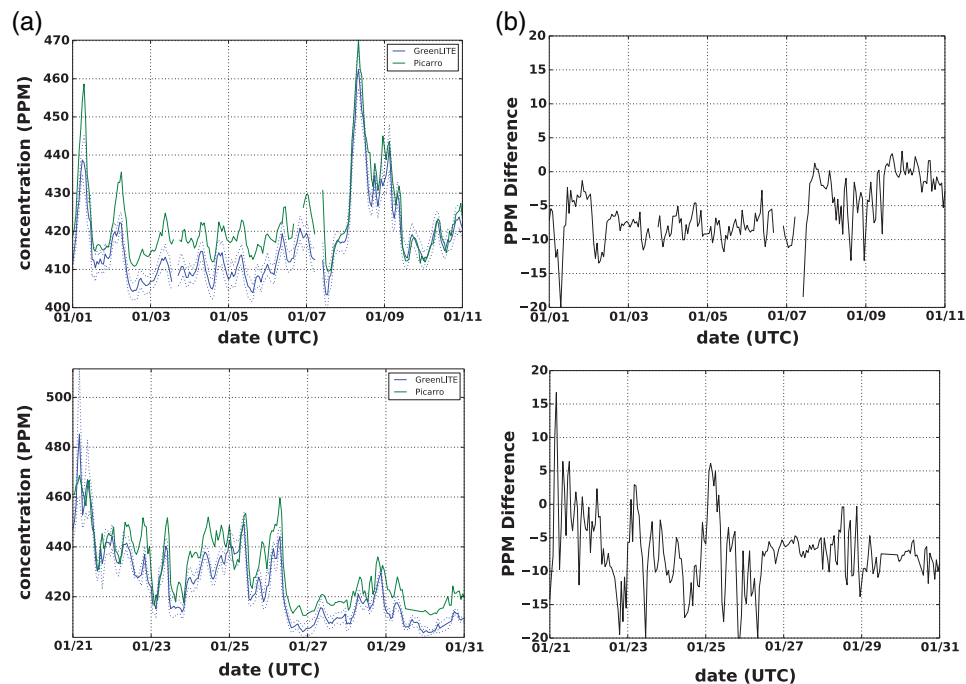 (a)
470
460
450
440
430
420
410
400
concentration (PPM)
GreenLITE
Picarro
01/01 01/03 01/05 01/07 01/09 01/11
date (UTC)
(b)
20
15
10
5
0
−5
−10
−15
−20
PPM Difference
01/01 01/03 01/05 01/07 01/09 01/11
date (UTC)
500
480
460
440
420
concentration (PPM)
GreenLITE
Picarro
01/21 01/23 01/25 01/27 01/29 01/31
date (UTC)
20
15
10
5
0
−5
−10
−15
−20
PPM Difference
01/21 01/23 01/25 01/27 01/29 01/31
date (UTC)